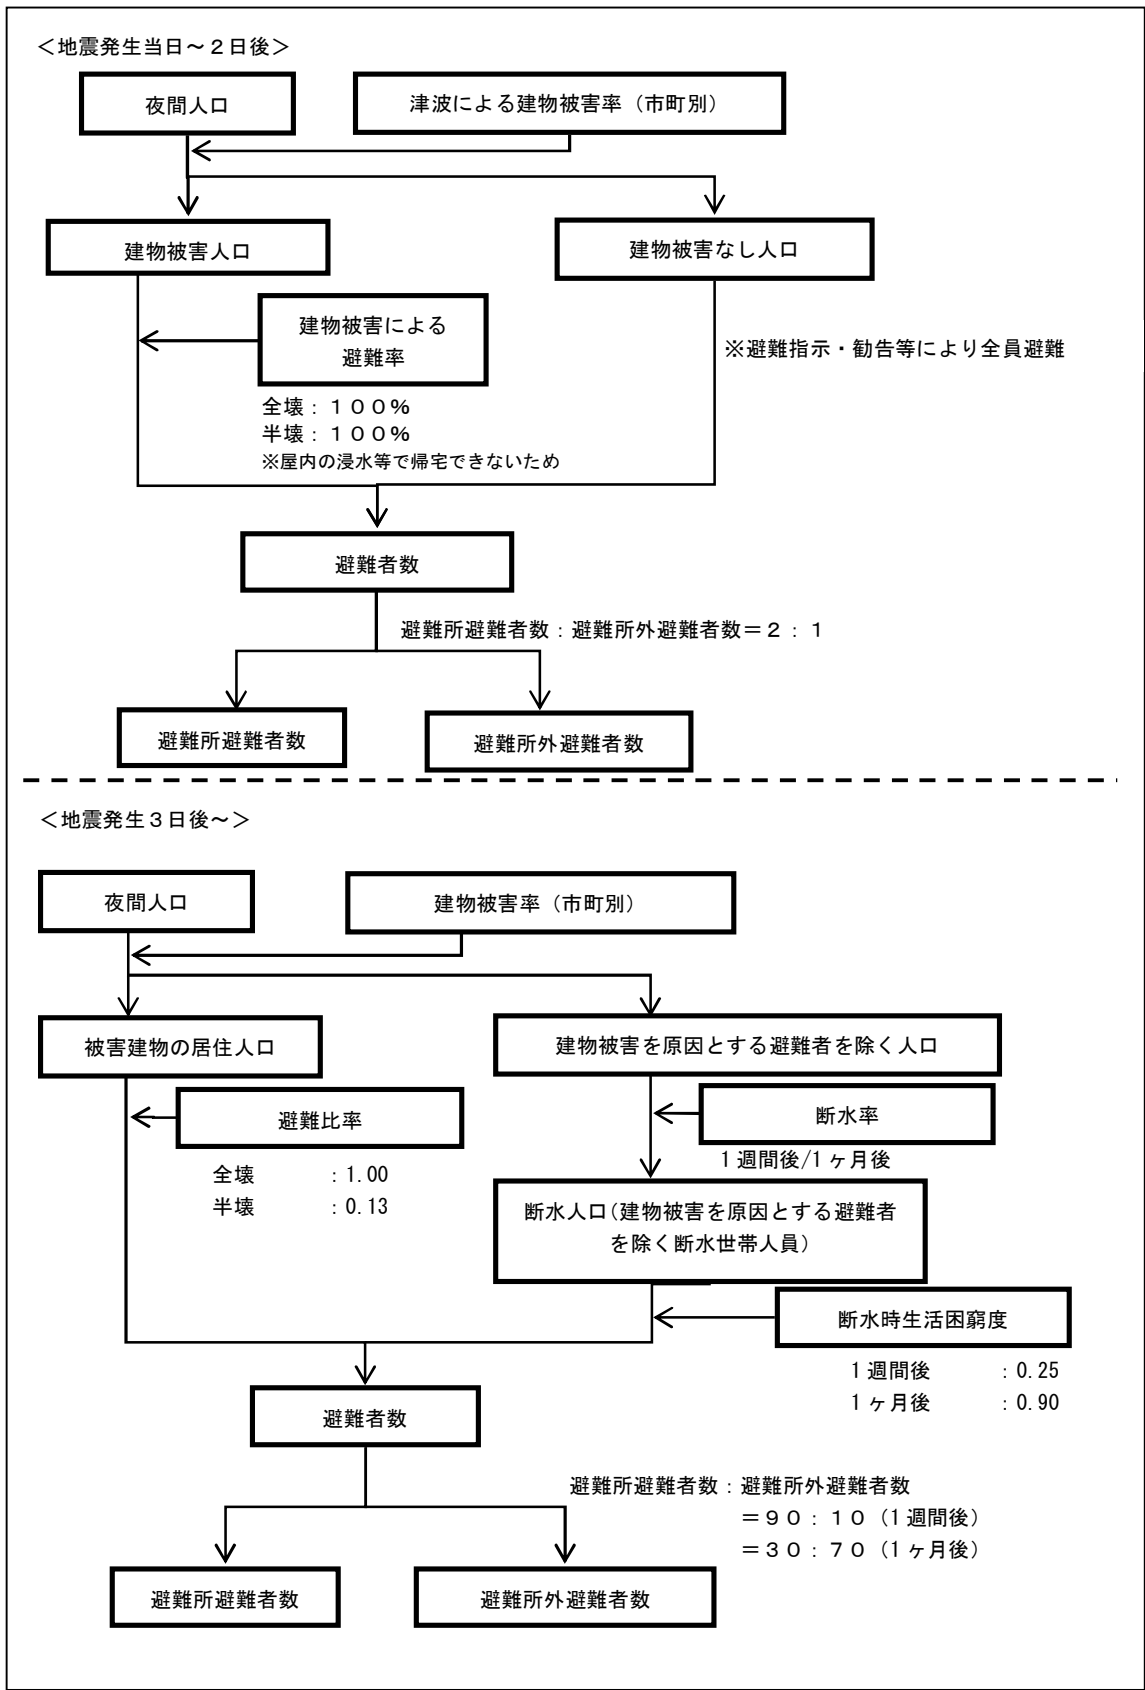 ＜地震発生当日～２日後＞
夜間人口
津波による建物被害率（市町別）
建物被害人口
建物被害なし人口
建物被害による
避難率
※避難指示・勧告等により全員避難
全壊：１００％
半壊：１００％
※屋内の浸水等で帰宅できないため
避難者数
避難所避難者数：避難所外避難者数＝２：１
避難所避難者数
避難所外避難者数
＜地震発生３日後～＞
夜間人口
建物被害率（市町別）
被害建物の居住人口
建物被害を原因とする避難者を除く人口
避難比率
断水率
全壊　　　：1.00
半壊　　　：0.13
1週間後/1ヶ月後
断水人口(建物被害を原因とする避難者
を除く断水世帯人員)
断水時生活困窮度
1週間後　　　：0.25
1ヶ月後　　　：0.90
避難者数
避難所避難者数：避難所外避難者数
＝９０：１０（1週間後）
＝３０：７０（1ヶ月後）
避難所避難者数
避難所外避難者数